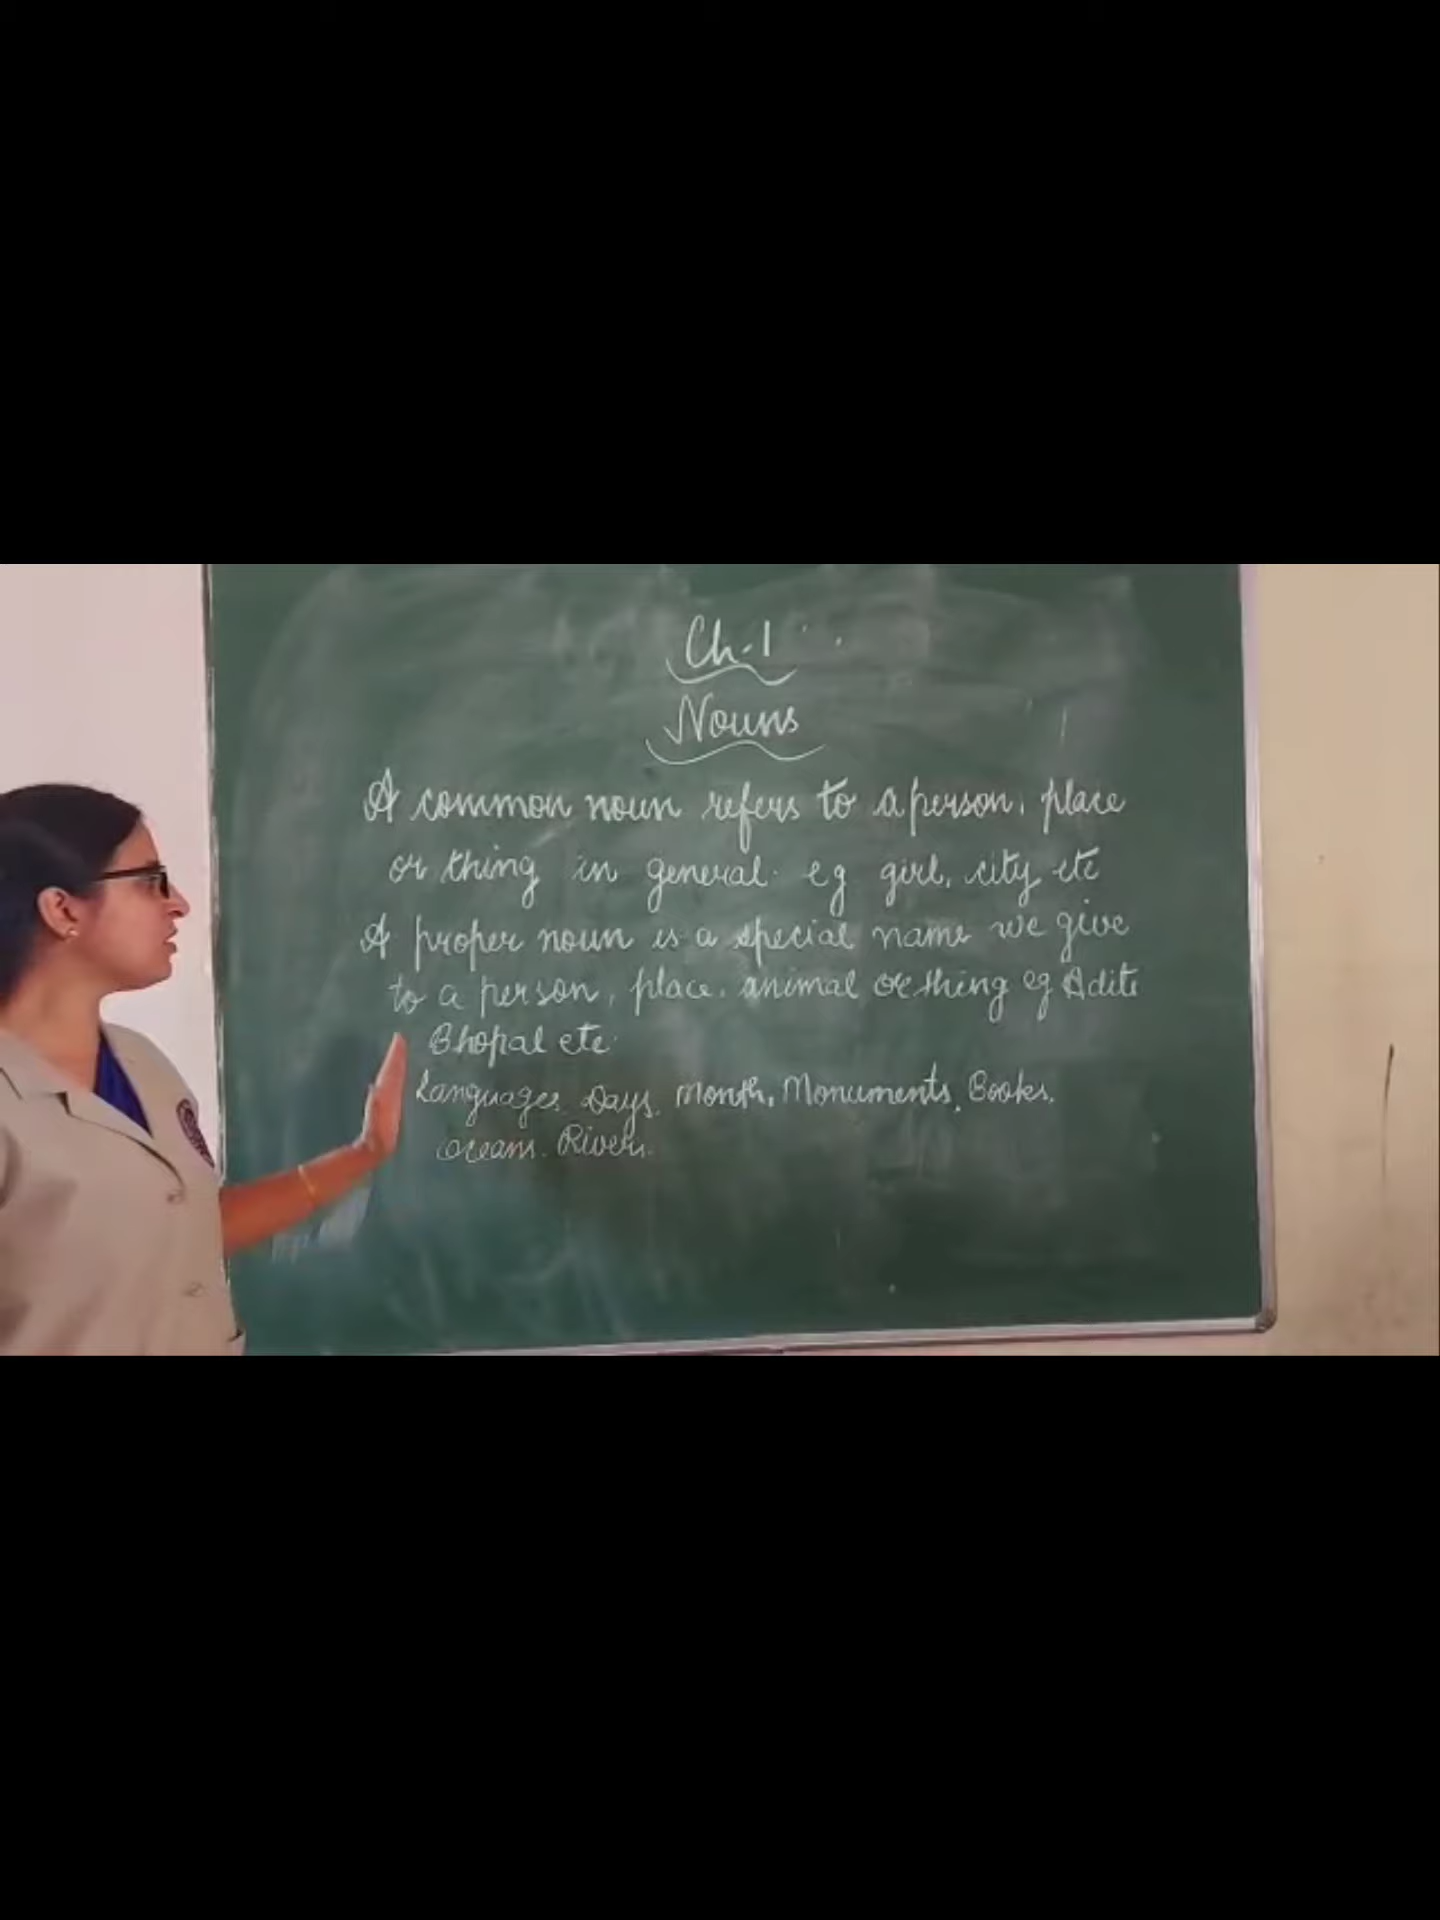 Ch-1
Nouns
A common noun refers to a person, place
or thing in general. eg girl, city etc
A proper noun is a special name we give
to a person, place, animal or thing eg Aditi
Bhopal etc.
Languages. Days. Month, Monuments, Books.
Oceans. Rivers.